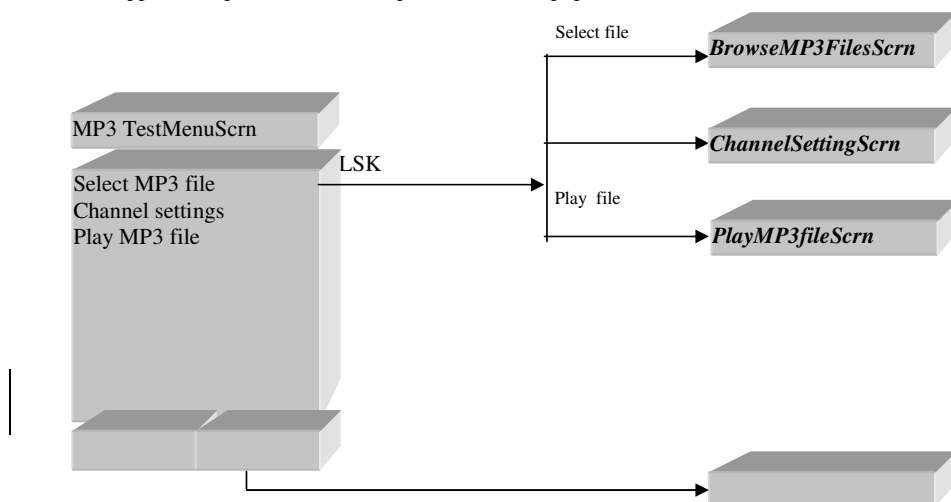 Select file
BrowseMP3FilesScrn
MP3 TestMenuScrn
LSK
ChannelSettingScrn
Select MP3 file
Channel settings
Play MP3 file
Play file
PlayMP3fileScrn